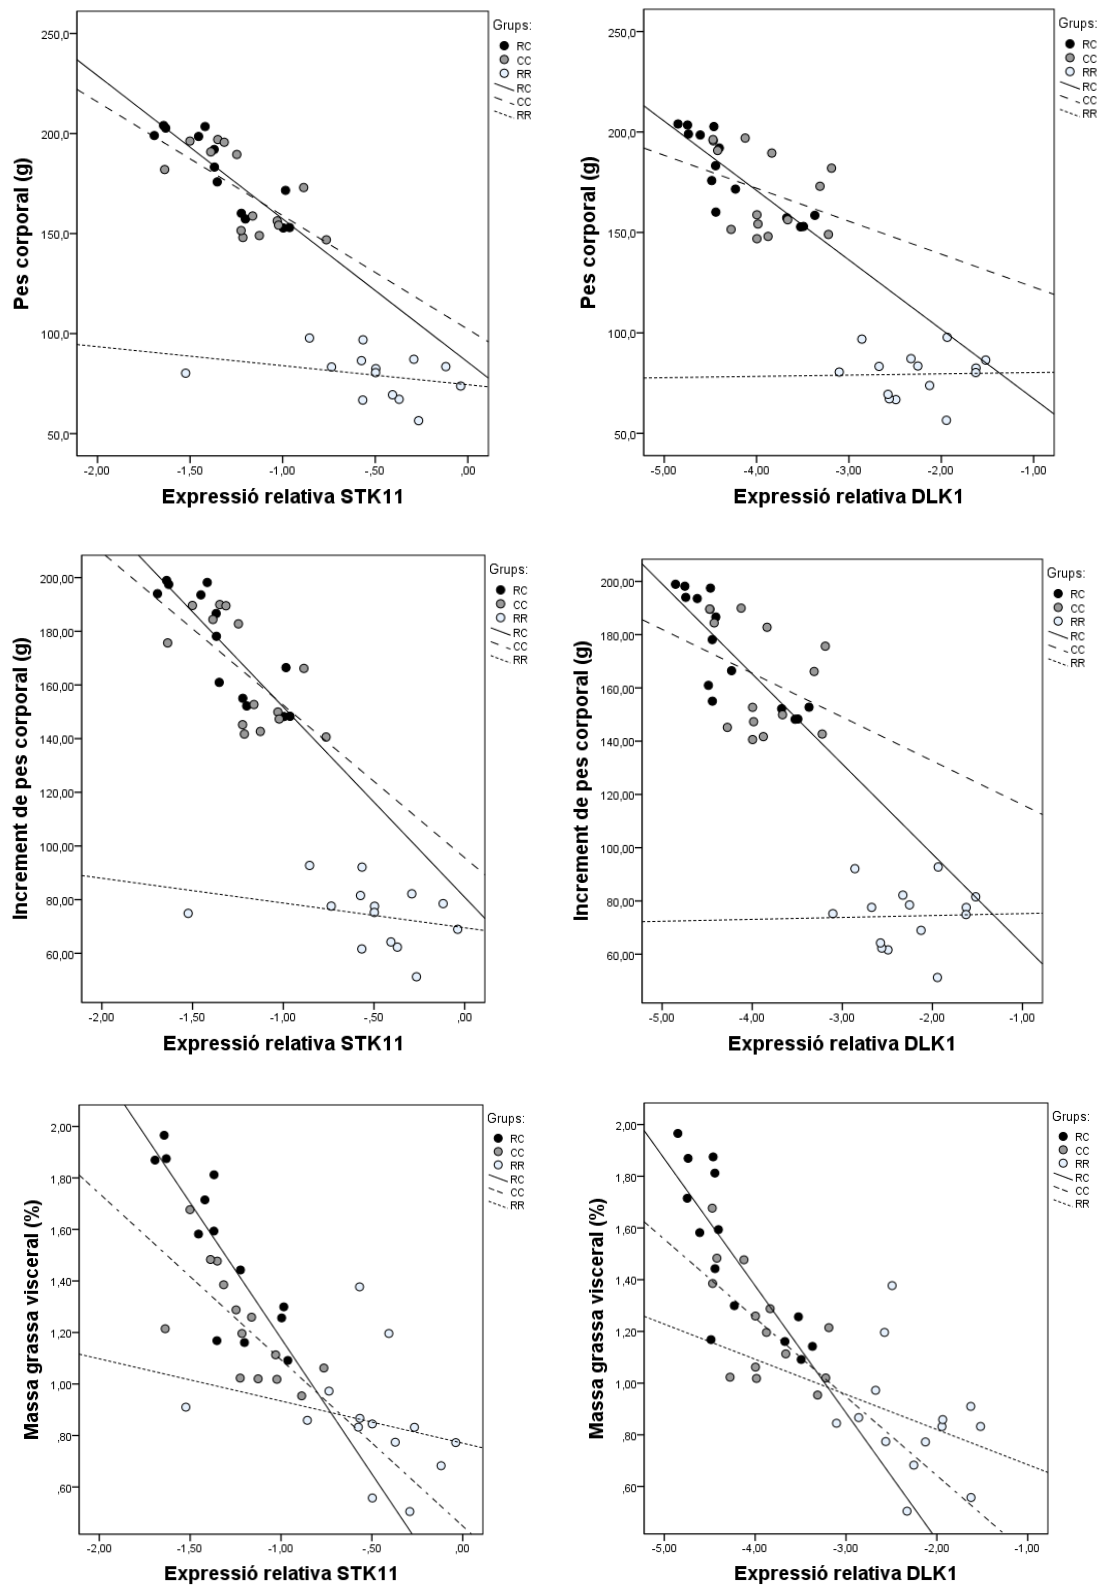 Grups:
RC
CC
RR
RC
CC
RR
250,0
200,0
150,0
100,0
50,0
Pes corporal (g)
-2,00 -1,50 -1,00 -,50 ,00
Expressió relativa STK11
Grups:
RC
CC
RR
RC
CC
RR
250,0
200,0
150,0
100,0
50,0
Pes corporal (g)
-5,00 -4,00 -3,00 -2,00 -1,00
Expressió relativa DLK1
Grups:
RC
CC
RR
RC
CC
RR
200,00
180,00
160,00
140,00
120,00
100,00
80,00
60,00
Increment de pes corporal (g)
-2,00 -1,50 -1,00 -,50 ,00
Expressió relativa STK11
Grups:
RC
CC
RR
RC
CC
RR
200,00
180,00
160,00
140,00
120,00
100,00
80,00
60,00
Increment de pes corporal (g)
-5,00 -4,00 -3,00 -2,00 -1,00
Expressió relativa DLK1
Grups:
RC
CC
RR
RC
CC
RR
2,00
1,80
1,60
1,40
1,20
1,00
,80
,60
Massa grassa visceral (%)
-2,00 -1,50 -1,00 -,50 ,00
Expressió relativa STK11
Grups:
RC
CC
RR
RC
CC
RR
2,00
1,80
1,60
1,40
1,20
1,00
,80
,60
Massa grassa visceral (%)
-5,00 -4,00 -3,00 -2,00 -1,00
Expressió relativa DLK1